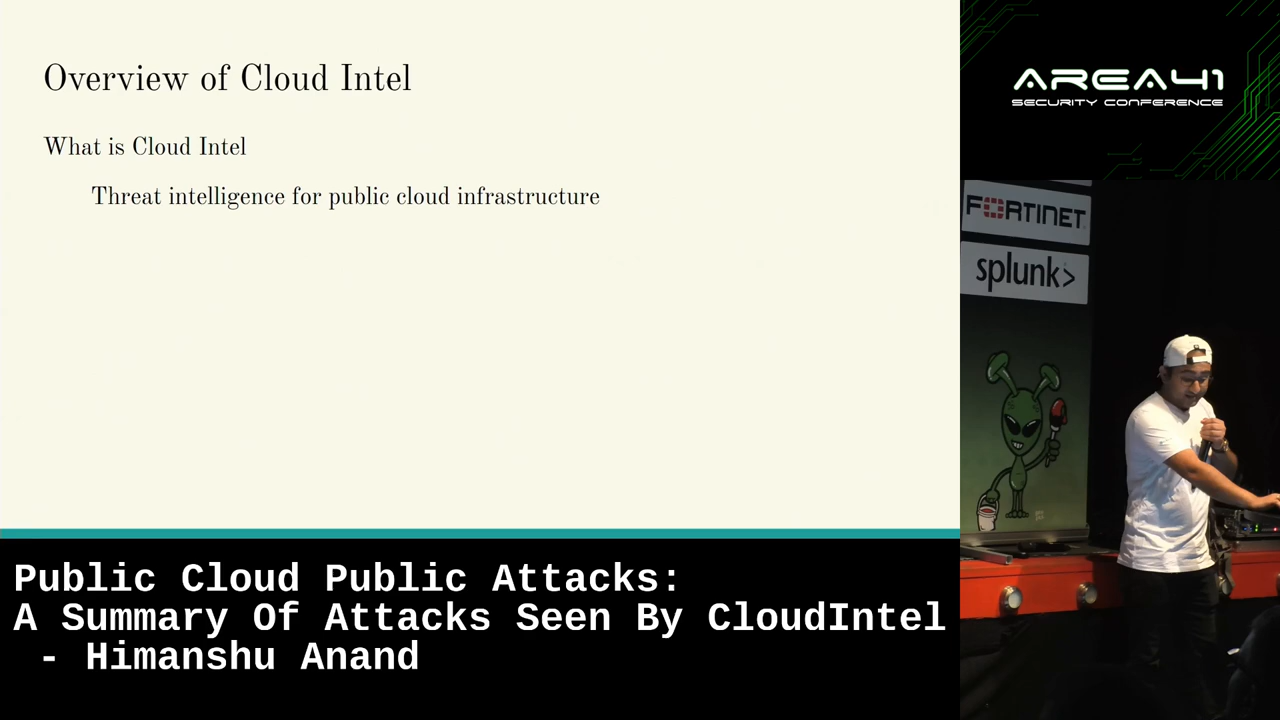 Overview of Cloud Intel
What is Cloud Intel
Threat intelligence for public cloud infrastructure
AREA41
SECURITY CONFERENCE
FORTINET
splunk>
Public Cloud Public Attacks:
A Summary Of Attacks Seen By CloudIntel
- Himanshu Anand